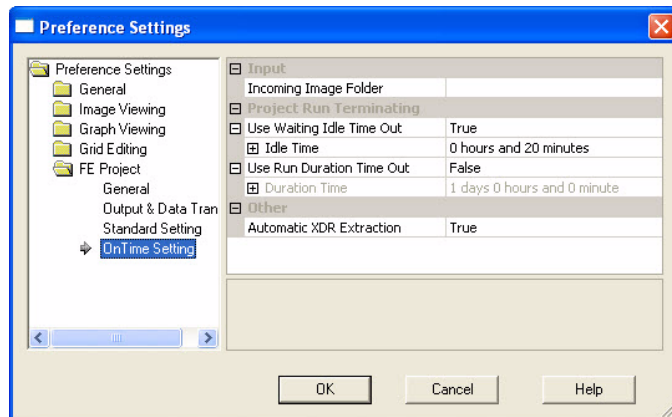 Preference Settings
Preference Settings
General
Image Viewing
Graph Viewing
Grid Editing
FE Project
General
Output & Data Tran
Standard Setting
OnTime Setting
Input
Incoming Image Folder
Project Run Terminating
Use Waiting Idle Time Out True
Idle Time 0 hours and 20 minutes
Use Run Duration Time Out False
Duration Time 1 days 0 hours and 0 minute
Other
Automatic XDR Extraction True
OK Cancel Help